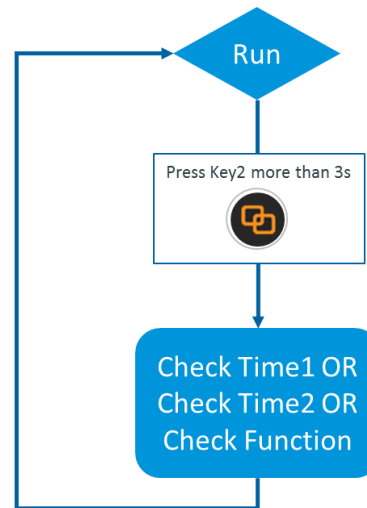 Run
Press Key2 more than 3s
Check Time1 OR
Check Time2 OR
Check Function